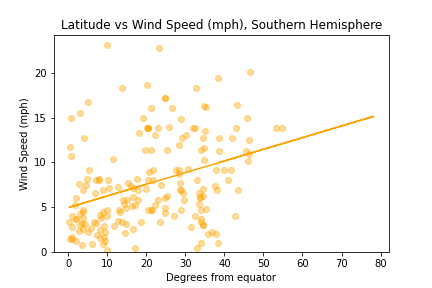 Latitude vs Wind Speed (mph), Southern Hemisphere
Wind Speed (mph)
20
15
10
5
0
0 10 20 30 40 50 60 70 80
Degrees from equator